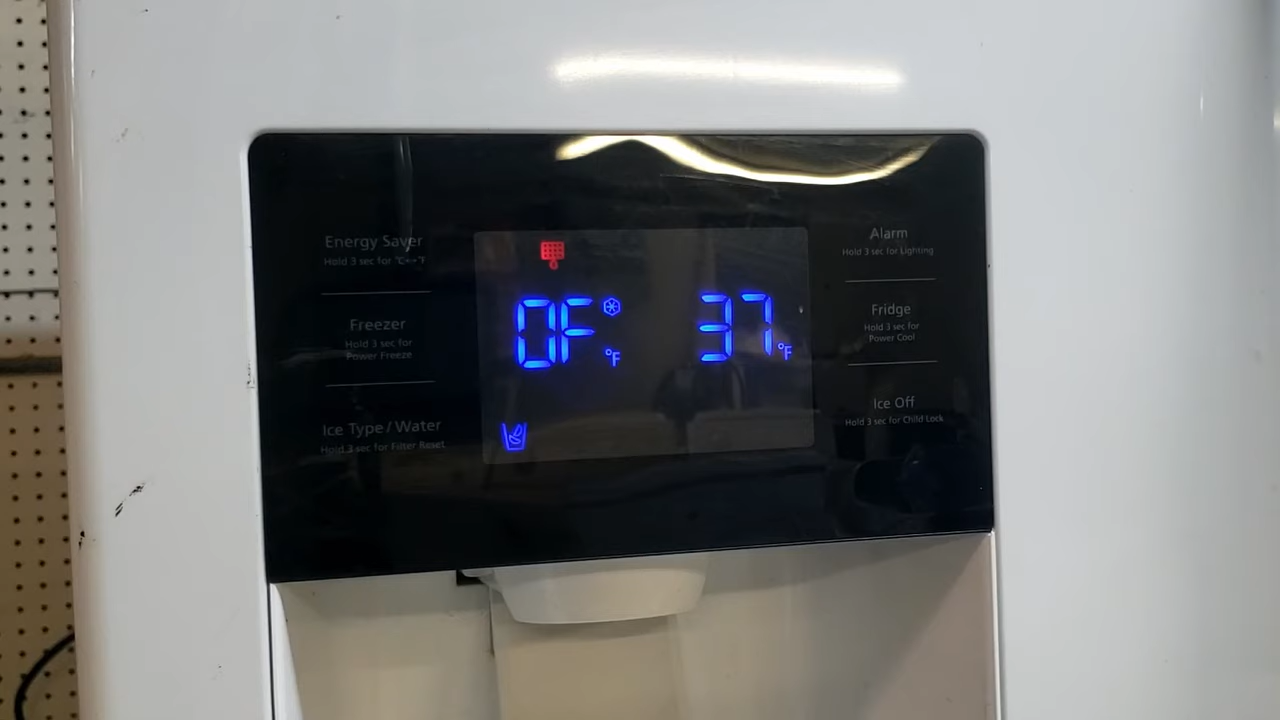 Energy Saver
Hold 3 sec for °C↔°F
Freezer
Hold 3 sec for
Power Freeze
Ice Type / Water
Hold 3 sec for Filter Reset
0F °F
37 °F
Alarm
Hold 3 sec for Lighting
Fridge
Hold 3 sec for
Power Cool
Ice Off
Hold 3 sec for Child Lock